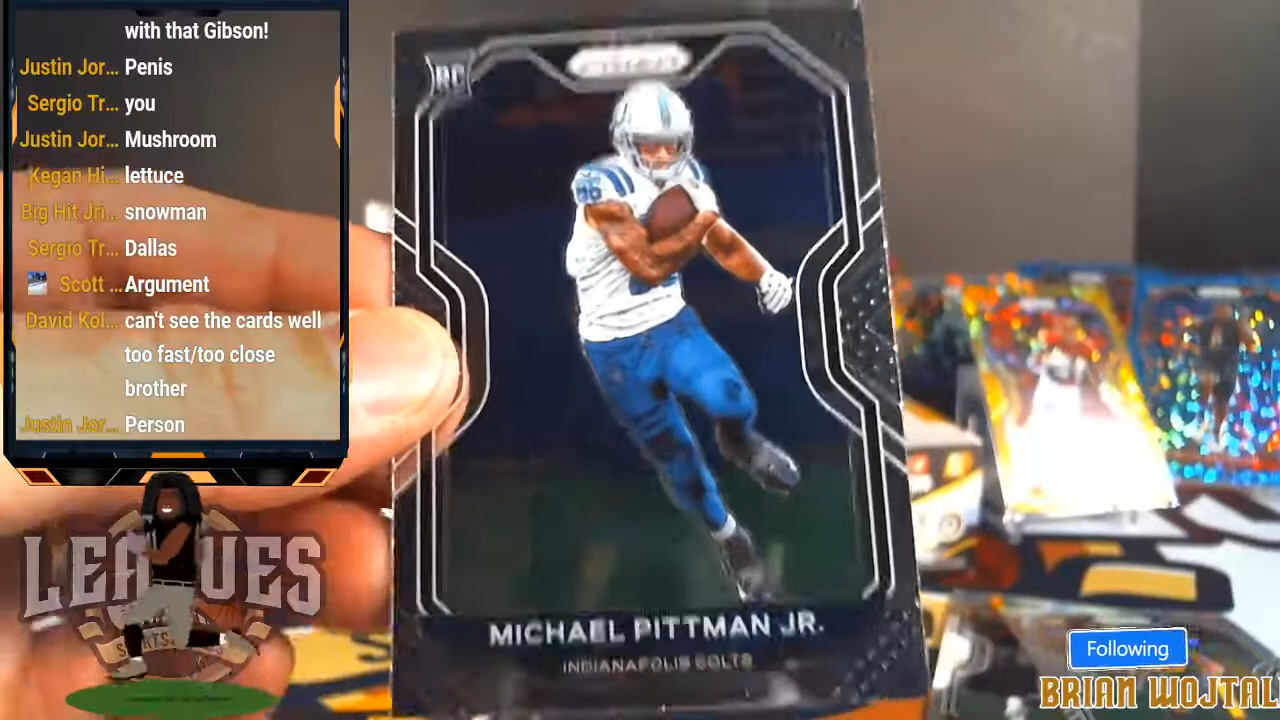 with that Gibson!
Justin Jor... Penis
Sergio Tr... you
Justin Jor... Mushroom
Kegan Hi... lettuce
Big Hit Jri... snowman
Sergio Tr... Dallas
Scott ... Argument
David Kol... can't see the cards well
too fast/too close
brother
Justin Jor... Person
RC
PRIZM
86
MICHAEL PITTMAN JR.
INDIANAPOLIS COLTS
Following
BRIAN WOJTAL